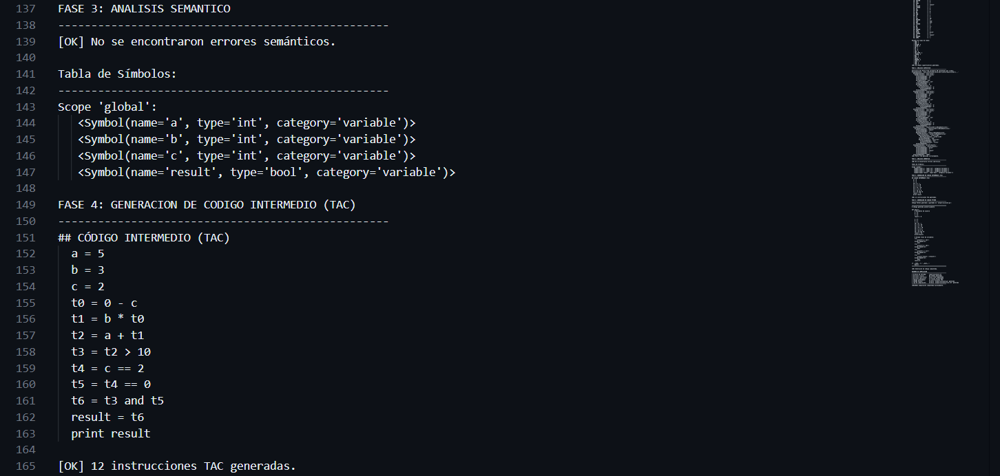 137 FASE 3: ANALISIS SEMANTICO
138 --------------------------------------------------
139 [OK] No se encontraron errores semánticos.
140
141 Tabla de Símbolos:
142 --------------------------------------------------
143 Scope 'global':
144 <Symbol(name='a', type='int', category='variable')>
145 <Symbol(name='b', type='int', category='variable')>
146 <Symbol(name='c', type='int', category='variable')>
147 <Symbol(name='result', type='bool', category='variable')>
148
149 FASE 4: GENERACION DE CODIGO INTERMEDIO (TAC)
150 --------------------------------------------------
151 ## CÓDIGO INTERMEDIO (TAC)
152 a = 5
153 b = 3
154 c = 2
155 t0 = 0 - c
156 t1 = b * t0
157 t2 = a + t1
158 t3 = t2 > 10
159 t4 = c == 2
160 t5 = t4 == 0
161 t6 = t3 and t5
162 result = t6
163 print result
164
165 [OK] 12 instrucciones TAC generadas.